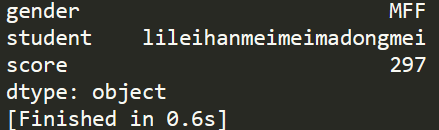 gender MFF
student lileihanmeimeimadongmei
score 297
dtype: object
[Finished in 0.6s]